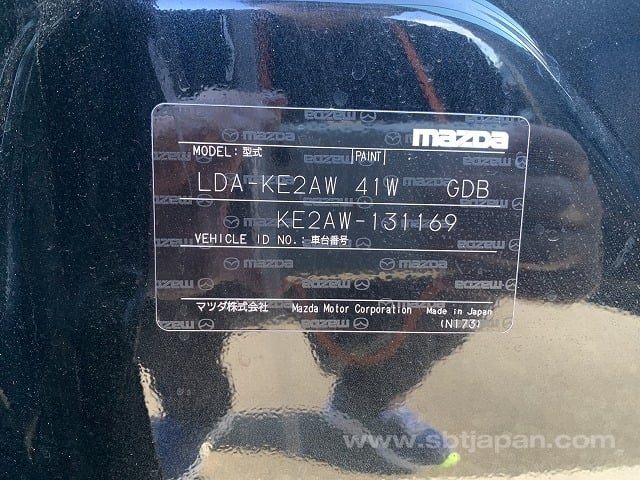 mazda
MODEL: 型式 PAINT
LDA-KE2AW 41W GDB
KE2AW-131169
VEHICLE ID NO.: 車台番号
マツダ株式会社 Mazda Motor Corporation Made in Japan
(N173)
www.sbtjapan.com